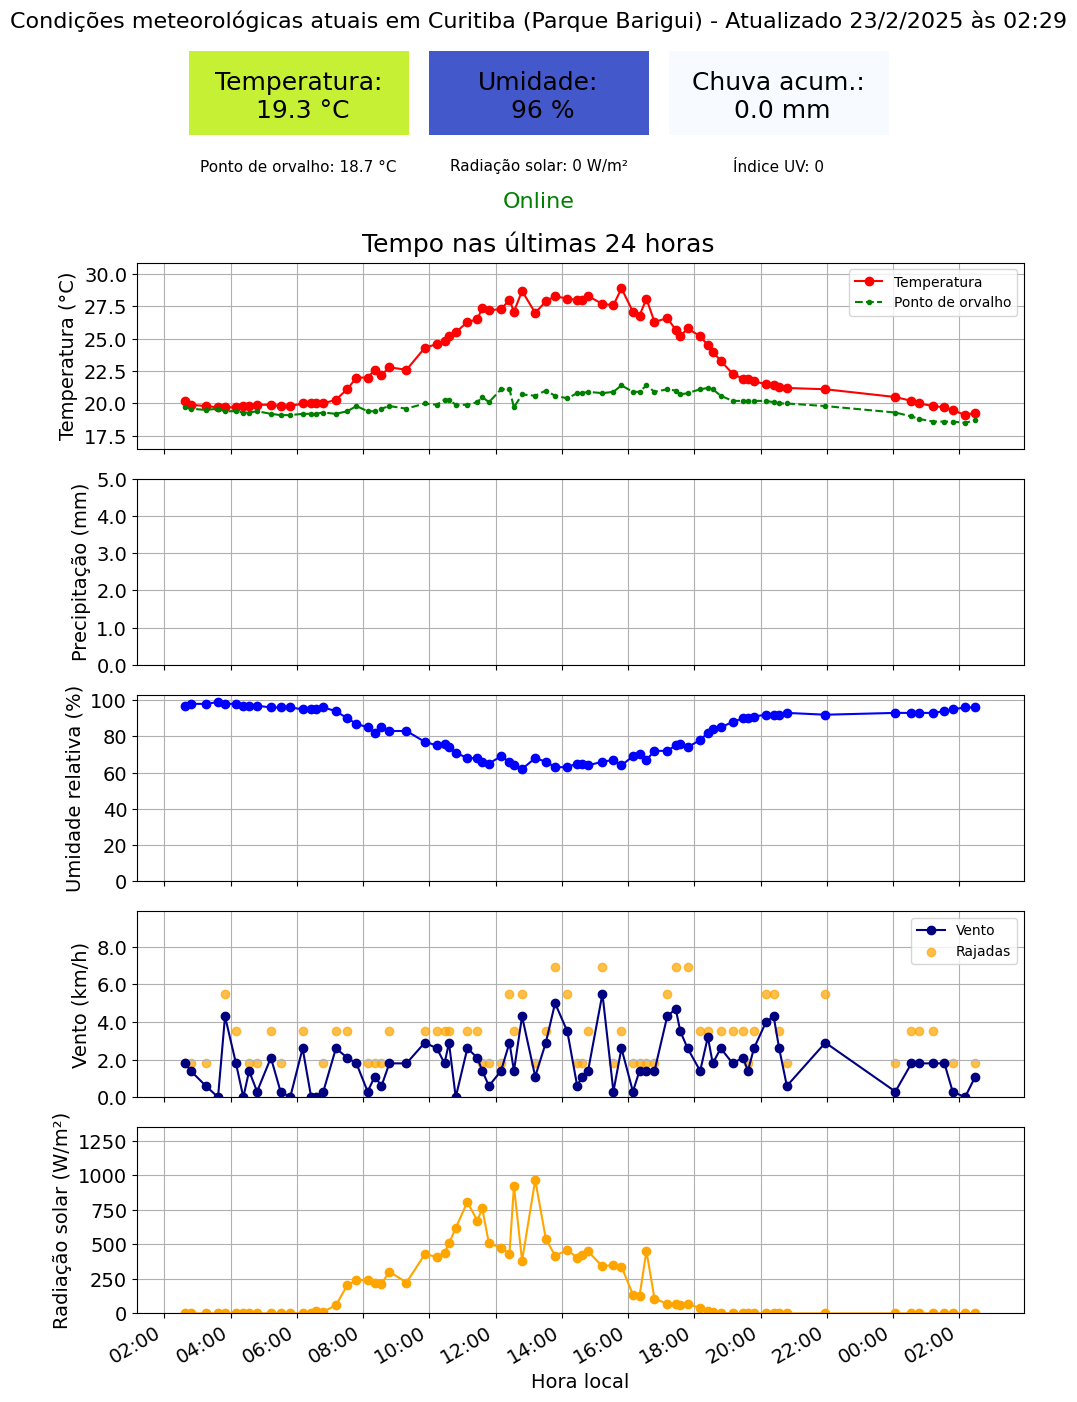 Condições meteorológicas atuais em Curitiba (Parque Barigui) - Atualizado 23/2/2025 às 02:29
Temperatura:
19.3 °C
Umidade:
96 %
Chuva acum.:
0.0 mm
Ponto de orvalho: 18.7 °C
Radiação solar: 0 W/m²
Índice UV: 0
Online
Tempo nas últimas 24 horas
Temperatura (°C)
30.0
27.5
25.0
22.5
20.0
17.5
Temperatura
Ponto de orvalho
Precipitação (mm)
5.0
4.0
3.0
2.0
1.0
0.0
Umidade relativa (%)
100
80
60
40
20
0
Vento (km/h)
8.0
6.0
4.0
2.0
0.0
Vento
Rajadas
Radiação solar (W/m²)
1250
1000
750
500
250
0
02:00
04:00
06:00
08:00
10:00
12:00
14:00
16:00
18:00
20:00
22:00
00:00
02:00
Hora local